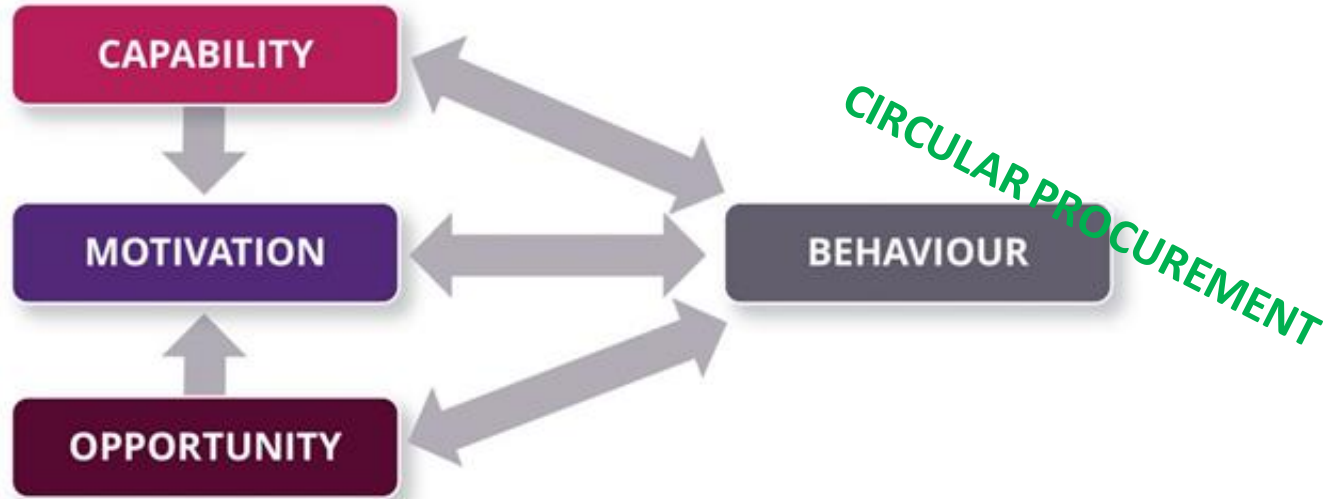 CAPABILITY
CIRCULAR PROCUREMENT
MOTIVATION
BEHAVIOUR
OPPORTUNITY